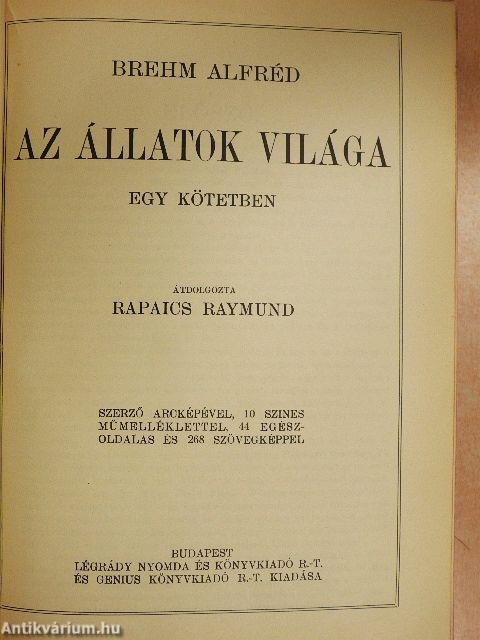 BREHM ALFRÉD
AZ ÁLLATOK VILÁGA
EGY KÖTETBEN
ÁTDOLGOZTA
RAPAICS RAYMUND
SZERZŐ ARCKÉPÉVEL, 10 SZINES
MŰMELLÉKLETTEL, 44 EGÉSZ-
OLDALAS ÉS 268 SZÖVEGKÉPPEL
BUDAPEST
LÉGRÁDY NYOMDA ÉS KÖNYVKIADÓ R.-T.
ÉS GENIUS KÖNYVKIADÓ R.-T. KIADÁSA
Antikvárium.hu